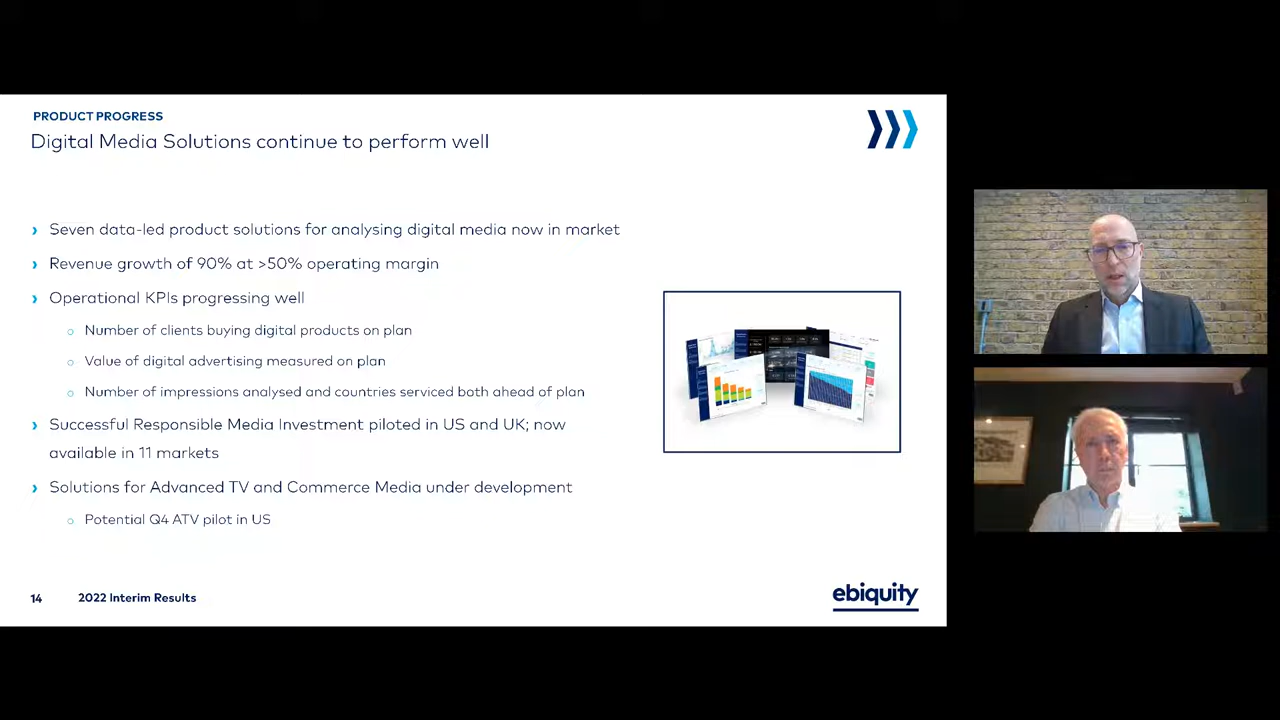 PRODUCT PROGRESS
Digital Media Solutions continue to perform well
Seven data-led product solutions for analysing digital media now in market
Revenue growth of 90% at >50% operating margin
Operational KPIs progressing well
Number of clients buying digital products on plan
Value of digital advertising measured on plan
Number of impressions analysed and countries serviced both ahead of plan
Successful Responsible Media Investment piloted in US and UK; now
available in 11 markets
Solutions for Advanced TV and Commerce Media under development
Potential Q4 ATV pilot in US
14 2022 Interim Results
ebiquity